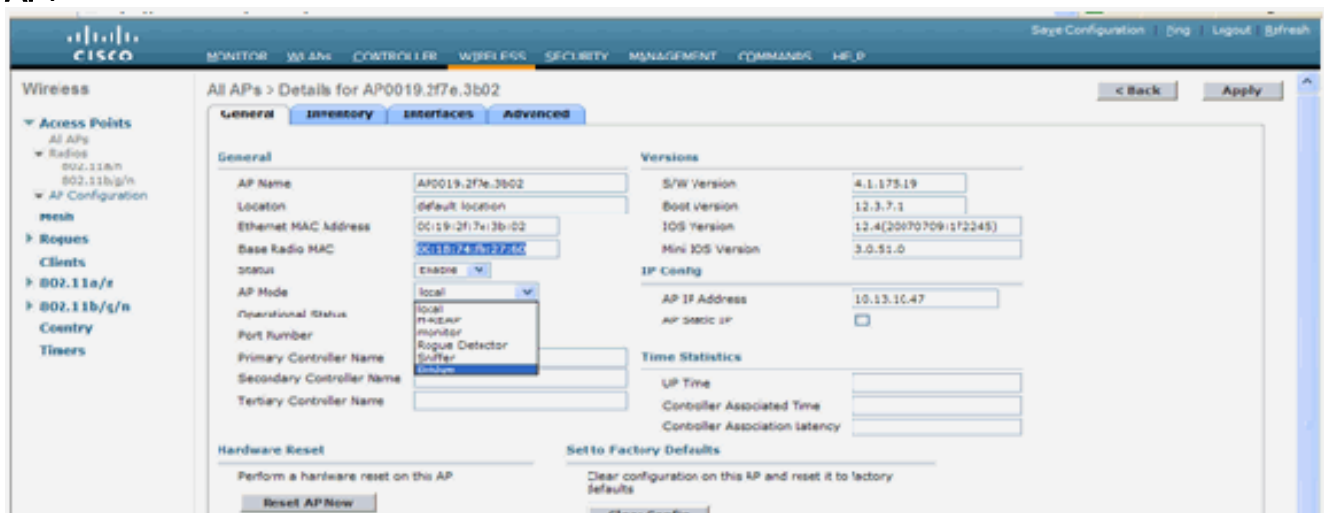 Save Configuration | Ping | Logout | Refresh
CISCO
MONITOR WLANs CONTROLLER WIRELESS SECURITY MANAGEMENT COMMANDS HELP
Wireless
Access Points
All APs
Radios
802.11a/n
802.11b/g/n
AP Configuration
Mesh
Rogues
Clients
802.11a/n
802.11b/g/n
Country
Timers
All APs > Details for AP0019.2f7e.3b02
< Back
Apply
General Inventory Interfaces Advanced
General
AP Name AP0019.2f7e.3b02
Location default location
Ethernet MAC Address 00:19:2f:7e:3b:02
Base Radio MAC
Status Enable
AP Mode local
local
H-REAP
monitor
Rogue Detector
Sniffer
Bridge
Operational Status
Port Number
Primary Controller Name
Secondary Controller Name
Tertiary Controller Name
Versions
S/W Version 4.1.175.19
Boot Version 12.3.7.1
IOS Version 12.4(20070709:172245)
Mini IOS Version 3.0.51.0
IP Config
AP IP Address 10.13.10.47
AP Static IP
Time Statistics
UP Time
Controller Associated Time
Controller Association Latency
Hardware Reset
Perform a hardware reset on this AP
Reset AP Now
Set to Factory Defaults
Clear configuration on this AP and reset it to factory
defaults
Clear Config